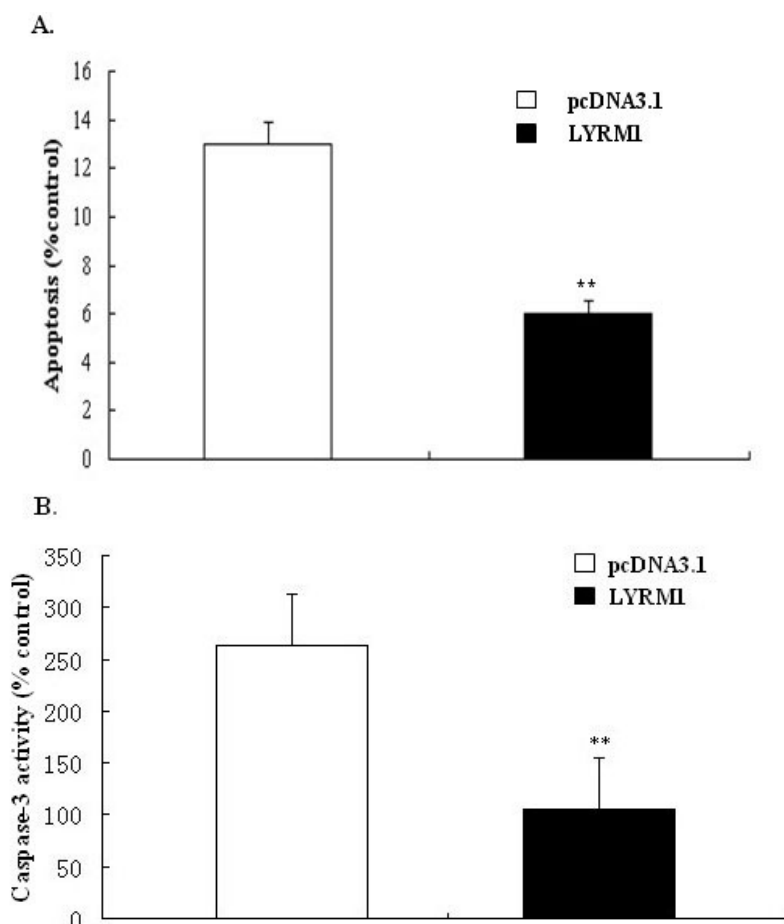 A.
16
14
12
10
8
6
4
2
0
Apoptosis (%control)
pcDNA3.1
LYRM1
**
B.
350
300
250
200
150
100
50
0
Caspase-3 activity (% control)
pcDNA3.1
LYRM1
**